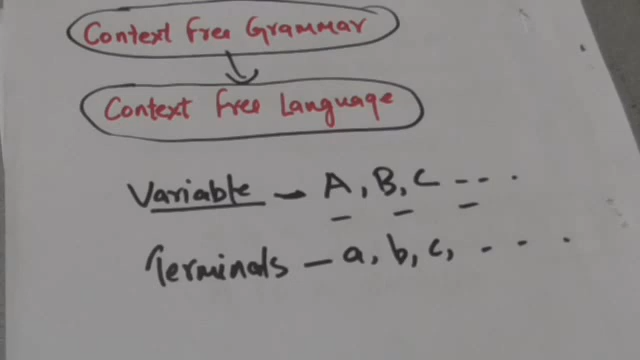 Context Free Grammar
Context Free Language
Variable - A, B, C --- .
Terminals - a, b, c, - - .